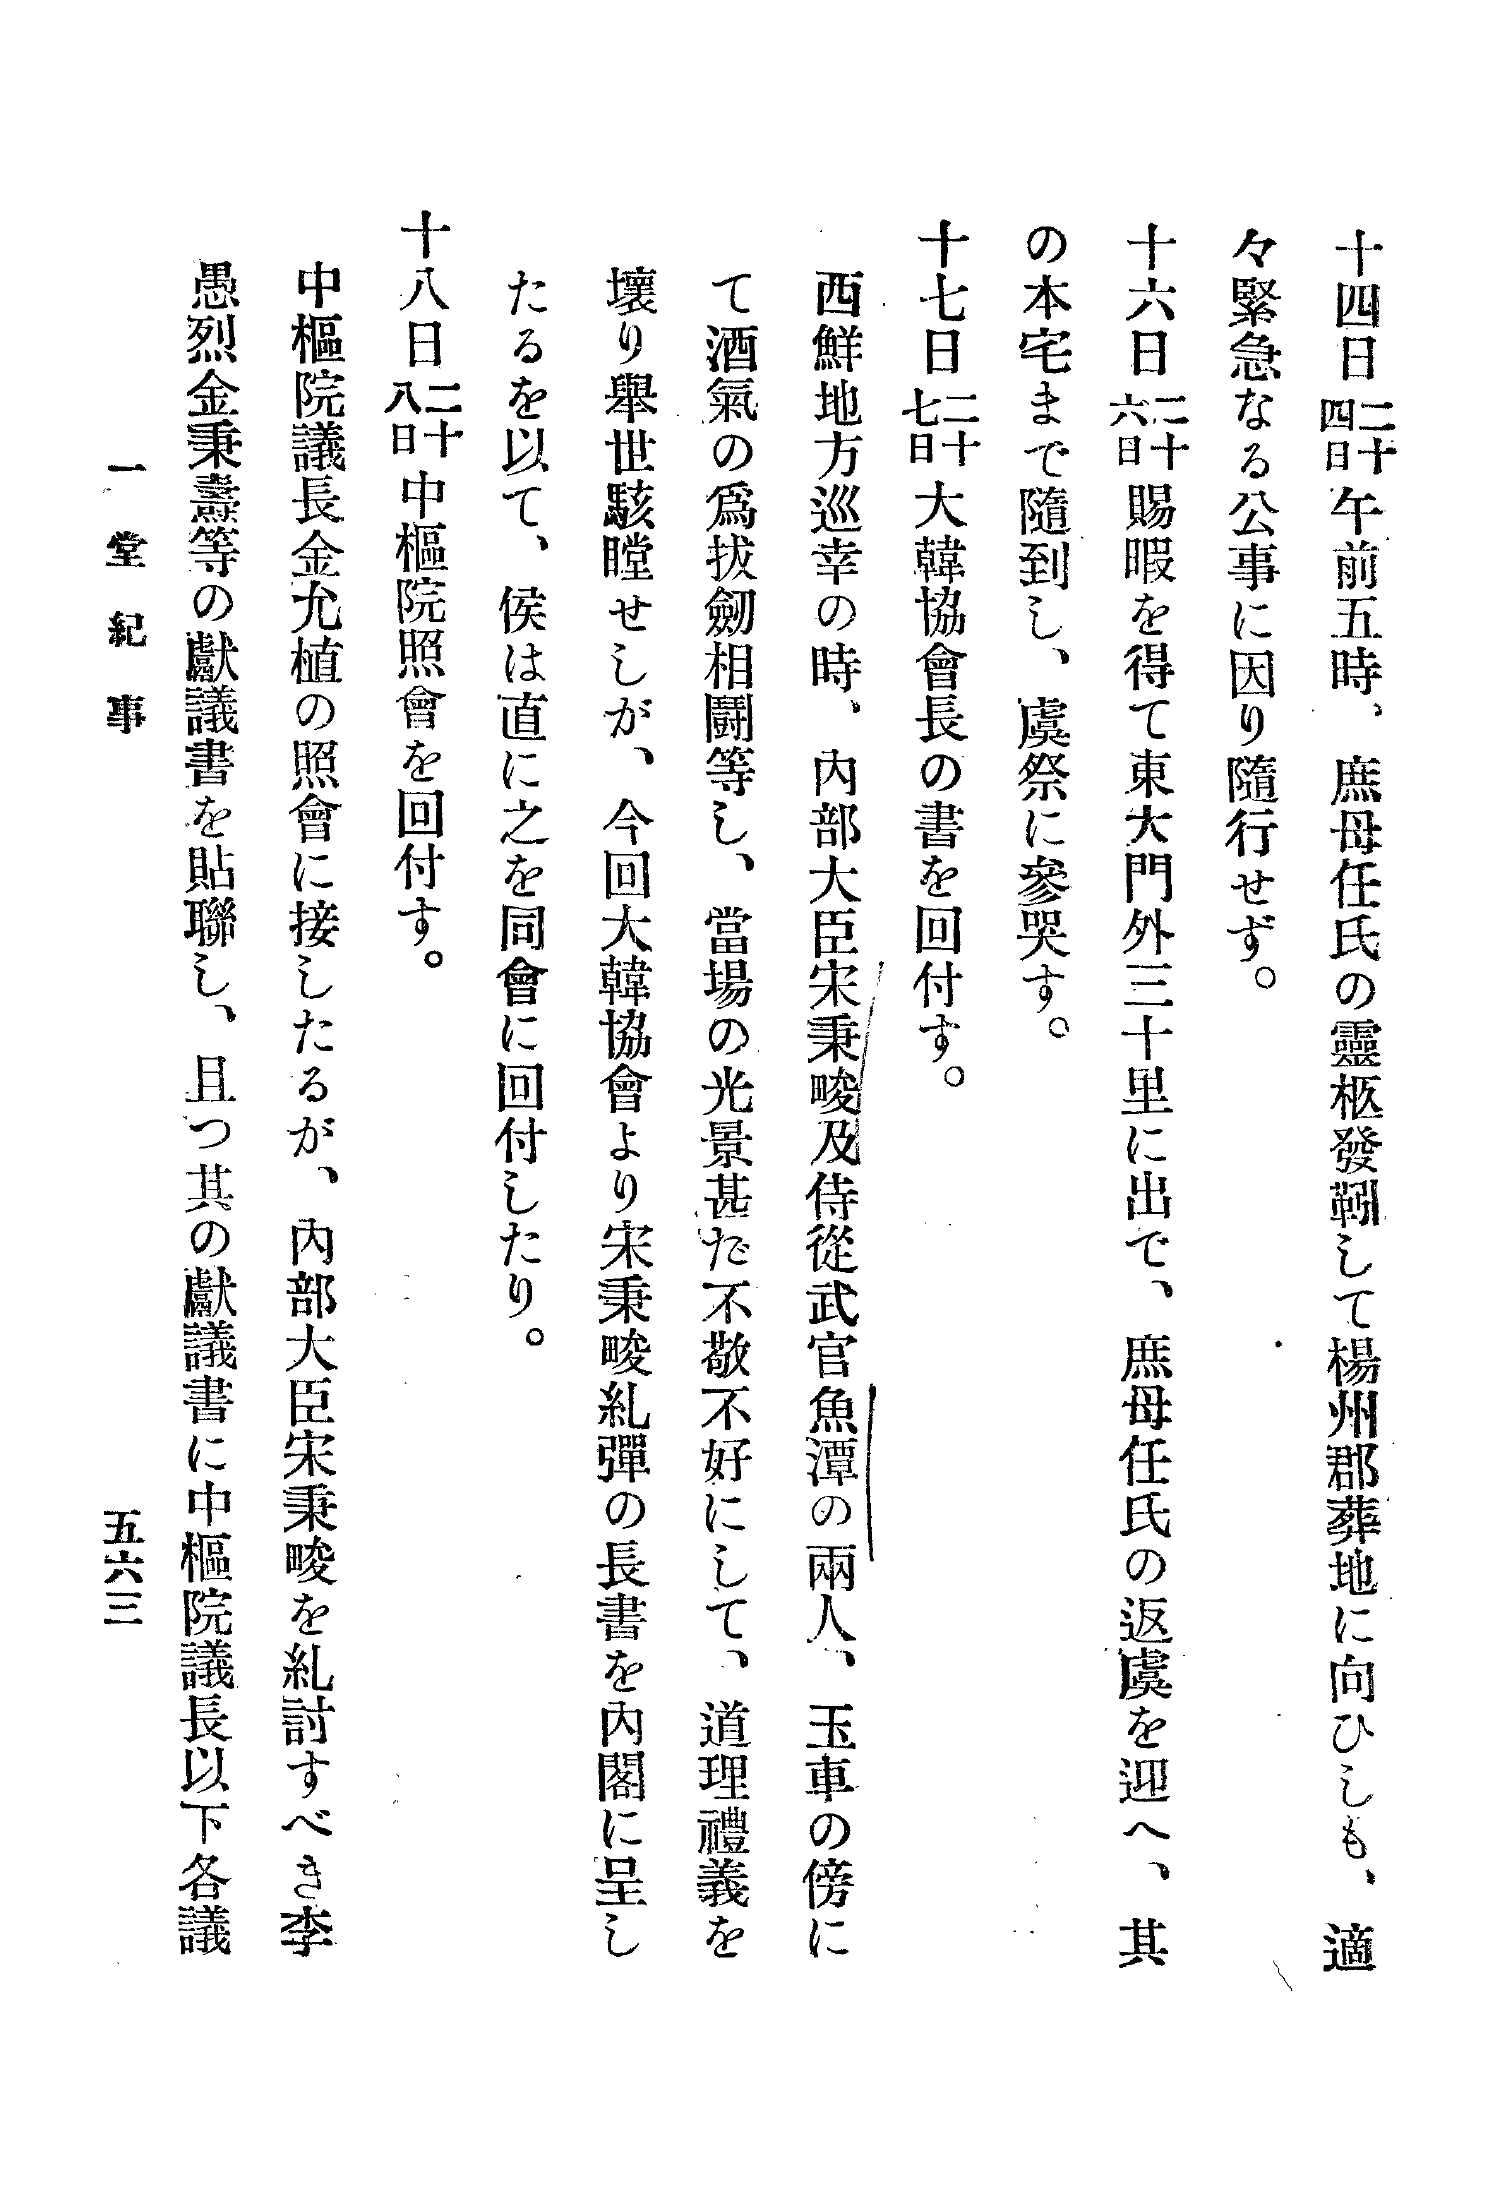 十四日二十四日午前五時、庶母任氏の靈柩發靷して楊州郡葬地に向ひしも、適
々緊急なる公事に因り隨行せず。
十六日二十六日賜暇を得て東大門外三十里に出で、庶母任氏の返虞を迎へ、其
の本宅まで隨到し、虞祭に參哭す。
十七日二十七日大韓協會長の書を回付す。
西鮮地方巡幸の時、內部大臣宋秉畯及侍從武官魚潭の兩人、玉車の傍に
て酒氣の爲拔劒相鬪等し、當場の光景甚だ不敬不好にして、道理禮義を
壞り舉世駭瞠せしが、今回大韓協會より宋秉畯糺彈の長書を內閣に呈し
たるを以て、侯は直に之を同會に回付したり。
十八日二十八日中樞院照會を回付す。
中樞院議長金允植の照會に接したるが、內部大臣宋秉畯を糺討すべき李
愚烈金秉燾等の獻議書を貼聯し、且つ其の獻議書に中樞院議長以下各議
一堂紀事
五六三